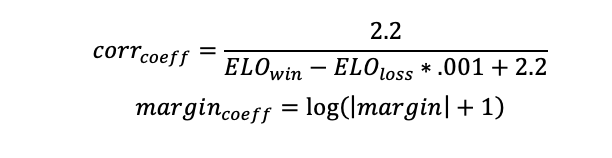 corr_coeff = 2.2 / ELO_win − ELO_loss * .001 + 2.2
margin_coeff = log(|margin| + 1)